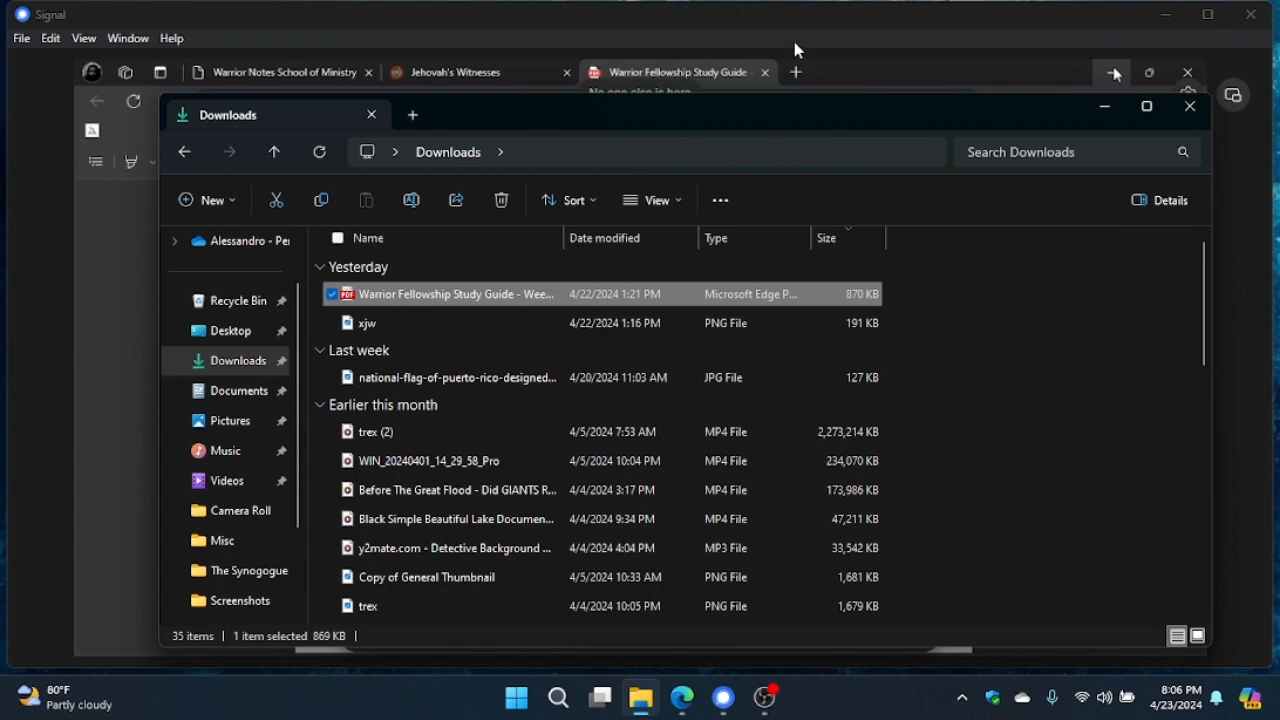 Signal
File Edit View Window Help
Warrior Notes School of Ministry Jehovah's Witnesses Warrior Fellowship Study Guide
No one else is here
Downloads
Downloads Search Downloads
New Sort View Details
Alessandro - Per
Name Date modified Type Size
Yesterday
Warrior Fellowship Study Guide - Wee... 4/22/2024 1:21 PM Microsoft Edge P... 870 KB
Recycle Bin
xjw 4/22/2024 1:16 PM PNG File 191 KB
Desktop
Last week
Downloads
national-flag-of-puerto-rico-designed... 4/20/2024 11:03 AM JPG File 127 KB
Documents
Earlier this month
Pictures
trex (2) 4/5/2024 7:53 AM MP4 File 2,273,214 KB
Music
WIN_20240401_14_29_58_Pro 4/5/2024 10:04 PM MP4 File 234,070 KB
Videos
Before The Great Flood - Did GIANTS R... 4/4/2024 3:17 PM MP4 File 173,986 KB
Camera Roll
Black Simple Beautiful Lake Documen... 4/4/2024 9:34 PM MP4 File 47,211 KB
Misc
y2mate.com - Detective Background ... 4/4/2024 4:04 PM MP3 File 33,542 KB
The Synogogue
Copy of General Thumbnail 4/5/2024 10:33 AM PNG File 1,681 KB
Screenshots
trex 4/4/2024 10:05 PM PNG File 1,679 KB
35 items 1 item selected 869 KB
80°F
Partly cloudy
8:06 PM
4/23/2024